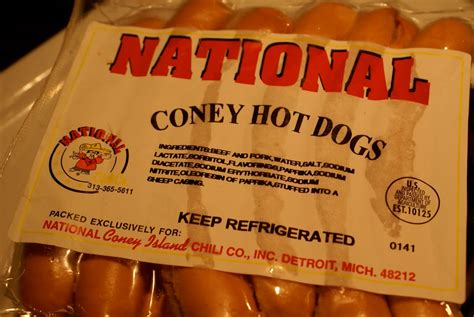 NATIONAL
CONEY HOT DOGS
INGREDIENTS:BEEF AND PORK,WATER,SALT,SODIUM
LACTATE,SORBITOL,FLAVORINGS,PAPRIKA,SODIUM
DIACETATE,SODIUM ERYTHORBATE,SODIUM
NITRITE,OLEORESIN OF PAPRIKA,STUFFED INTO A
SHEEP CASING.
NATIONAL
313-365-5611
U.S.
INSPECTED
AND PASSED BY
DEPARTMENT OF
AGRICULTURE
EST.10125
KEEP REFRIGERATED
0141
PACKED EXCLUSIVELY FOR:
NATIONAL Coney Island CHILI CO., INC. DETROIT, MICH. 48212